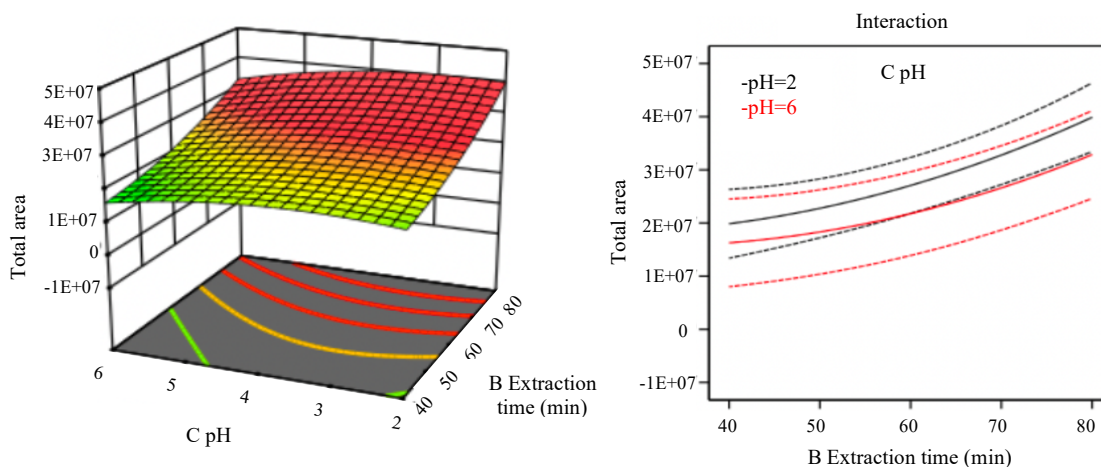 5E+07
4E+07
3E+07
1E+07
0
-1E+07
Total area
6
5
4
3
2
C pH
40
50
60
70
80
B Extraction
time (min)
Interaction
C pH
-pH=2
-pH=6
5E+07
4E+07
3E+07
2E+07
1E+07
0
-1E+07
Total area
40
50
60
70
80
B Extraction time (min)